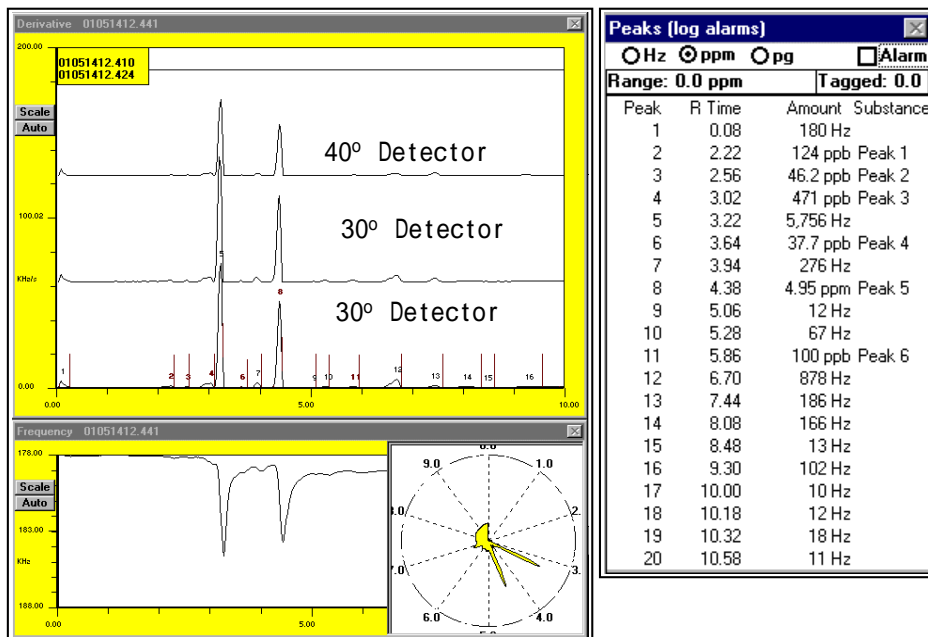 Derivative 01051412.441
200.00
01051412.410
01051412.424
Scale
Auto
40º Detector
100.02
30º Detector
KHz/s
5
8
30º Detector
0.00
1 2 3 4 6 7 9 10 11 12 13 14 15 16
0.00 5.00 10.00
Frequency 01051412.441
178.00
Scale
Auto
183.00
KHz
188.00
0.00 5.00
0.0
9.0 1.0
2.
3.
7.0
6.0 4.0
Peaks (log alarms)
Hz ppm pg Alarm
Range: 0.0 ppm Tagged: 0.0
Peak R Time Amount Substance
1 0.08 180 Hz
2 2.22 124 ppb Peak 1
3 2.56 46.2 ppb Peak 2
4 3.02 471 ppb Peak 3
5 3.22 5,756 Hz
6 3.64 37.7 ppb Peak 4
7 3.94 276 Hz
8 4.38 4.95 ppm Peak 5
9 5.06 12 Hz
10 5.28 67 Hz
11 5.86 100 ppb Peak 6
12 6.70 878 Hz
13 7.44 186 Hz
14 8.08 166 Hz
15 8.48 13 Hz
16 9.30 102 Hz
17 10.00 10 Hz
18 10.18 12 Hz
19 10.32 18 Hz
20 10.58 11 Hz